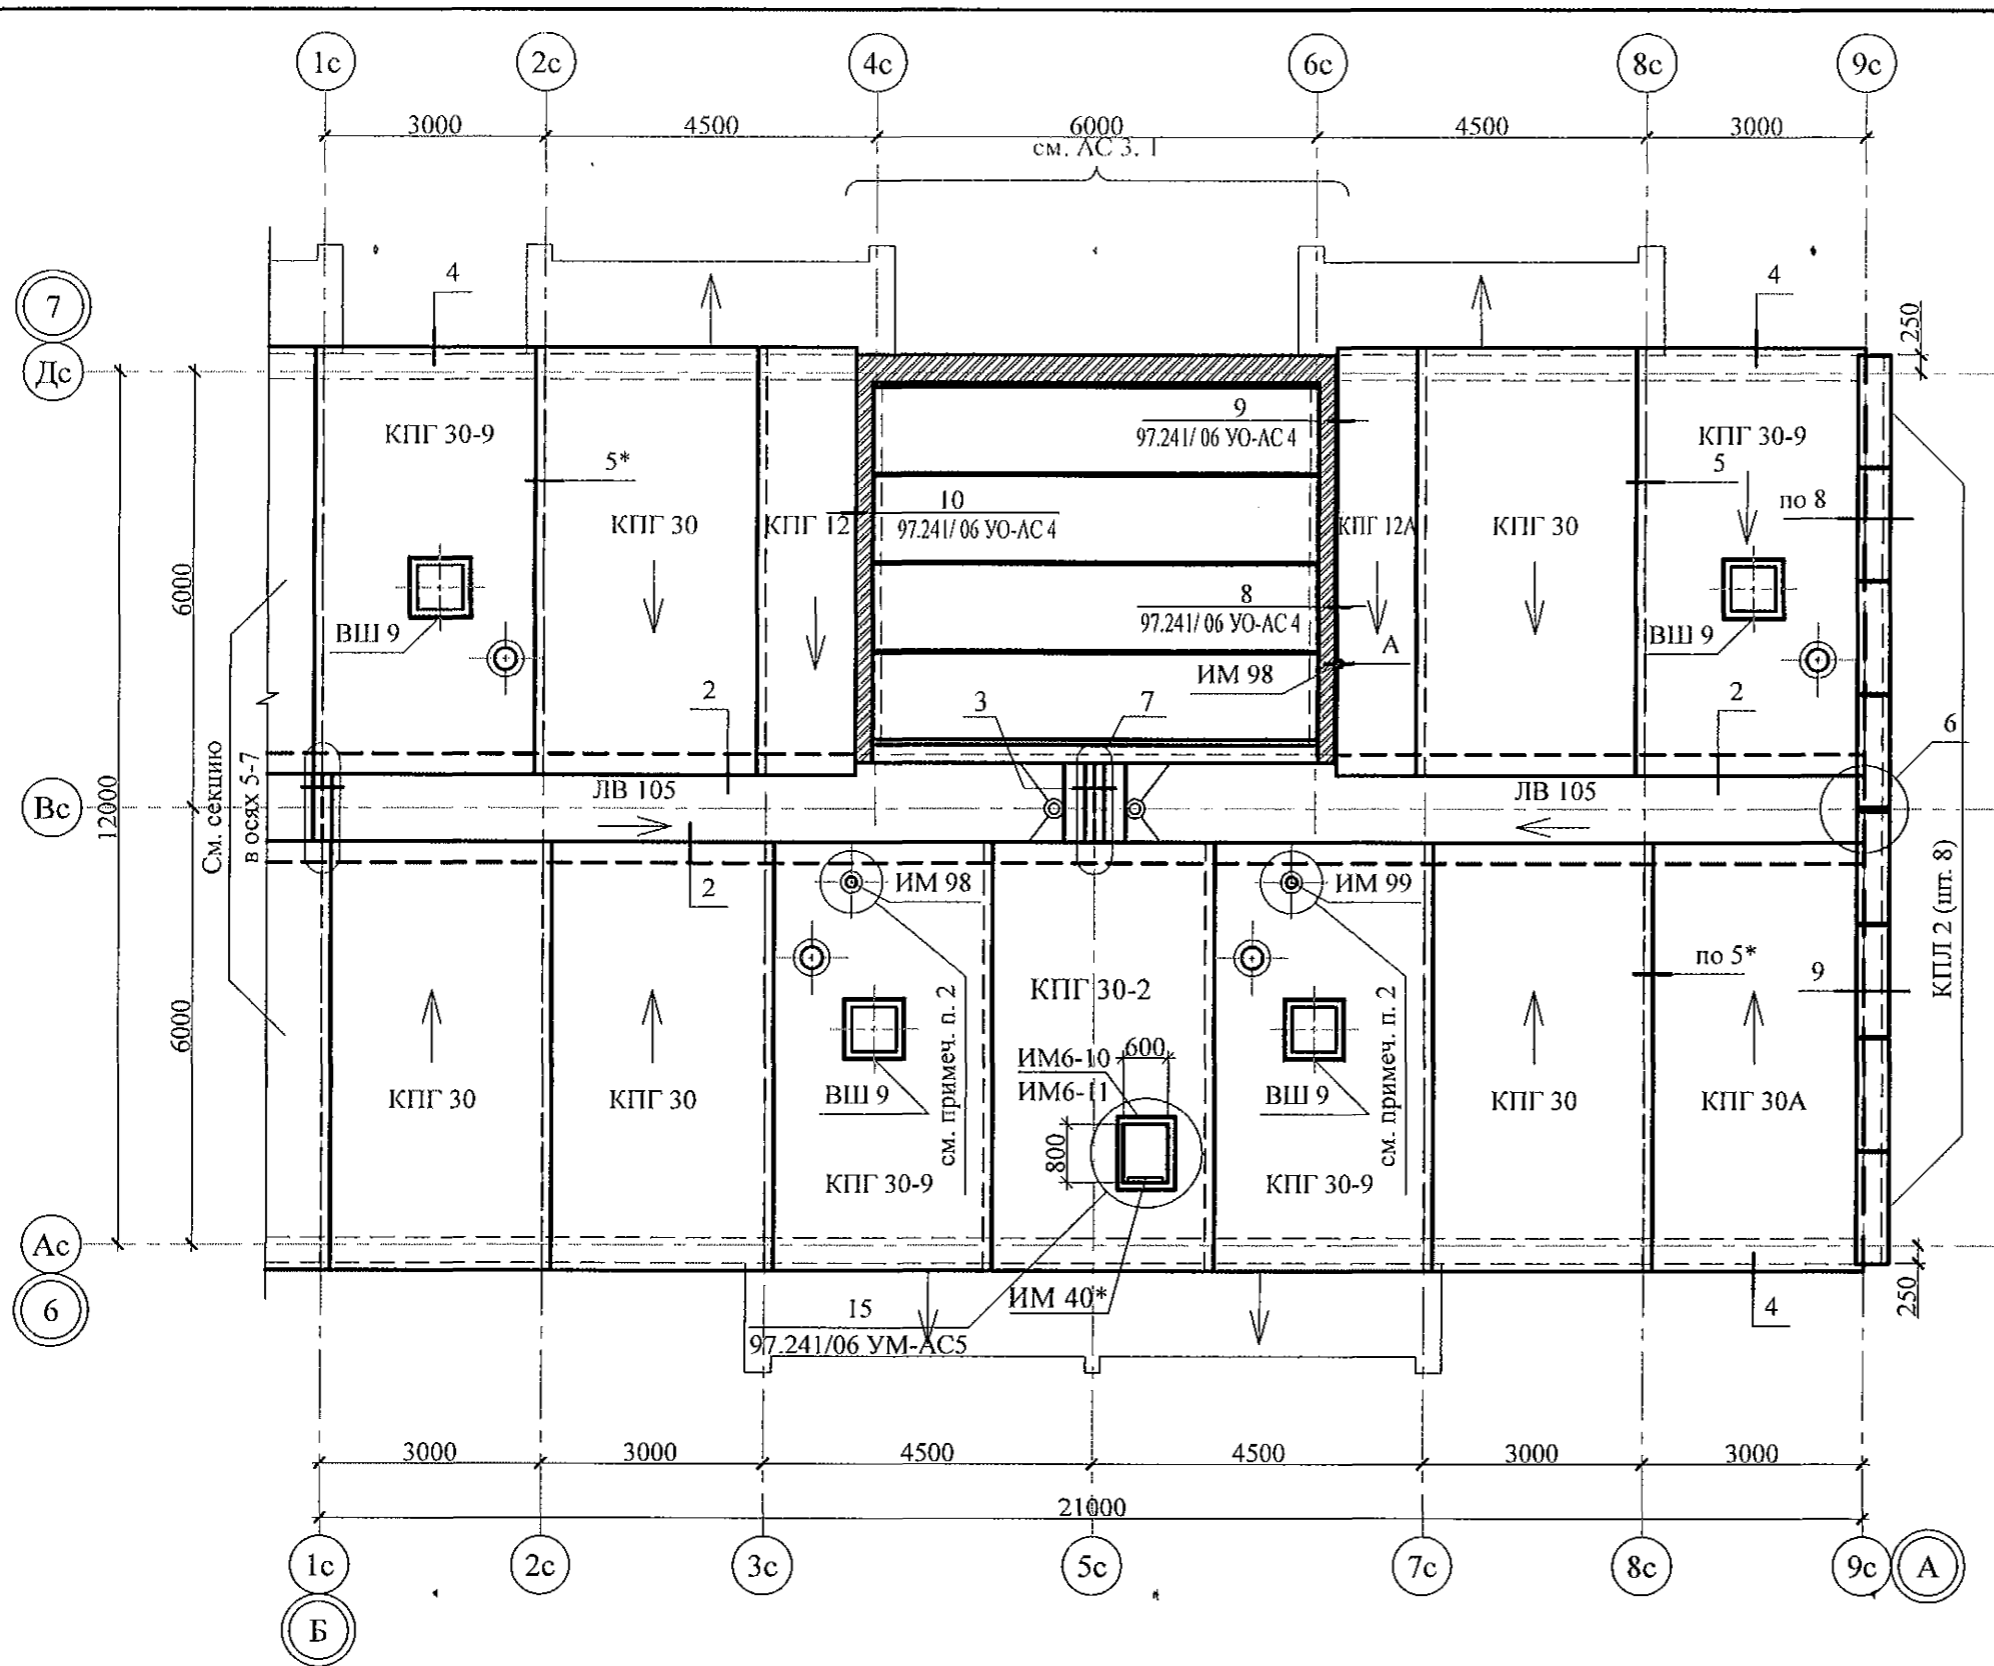 1с 2с 4с 6с 8с 9с
3000 4500 6000 4500 3000
см. АС 3. 1
4 4
250
7
Дс
КПГ 30-9
5*
КПГ 30
КПГ 12
9
97.241/ 06 УО-АС 4
10
97.241/ 06 УО-АС 4
8
97.241/ 06 УО-АС 4
А
ИМ 98
КПГ 12А
КПГ 30
КПГ 30-9
5
по 8
ВШ 9
ВШ 9
6000
12000
6000
См. секцию
в осях 5-7
2
3
7
2
6
Вс
ЛВ 105
ЛВ 105
2
ИМ 98
ИМ 99
КПЛ 2 (шт. 8)
по 5*
9
КПГ 30-2
см. примеч. п. 2
см. примеч. п. 2
ИМ6-10
ИМ6-11
600
800
КПГ 30
КПГ 30
ВШ 9
ВШ 9
КПГ 30
КПГ 30А
КПГ 30-9
КПГ 30-9
Ас
6
ИМ 40*
15
97.241/06 УМ-АС5
4
250
3000 3000 4500 4500 3000 3000
21000
1с 2с 3с 5с 7с 8с 9с А
Б